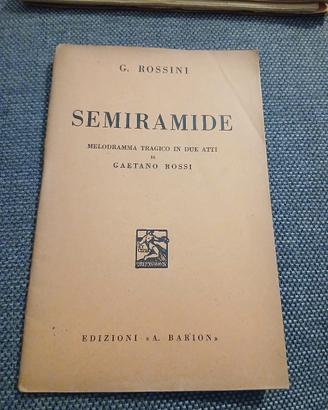 G. ROSSINI
SEMIRAMIDE
MELODRAMMA TRAGICO IN DUE ATTI
DI
GAETANO ROSSI
EDIZIONI «A. BARION»